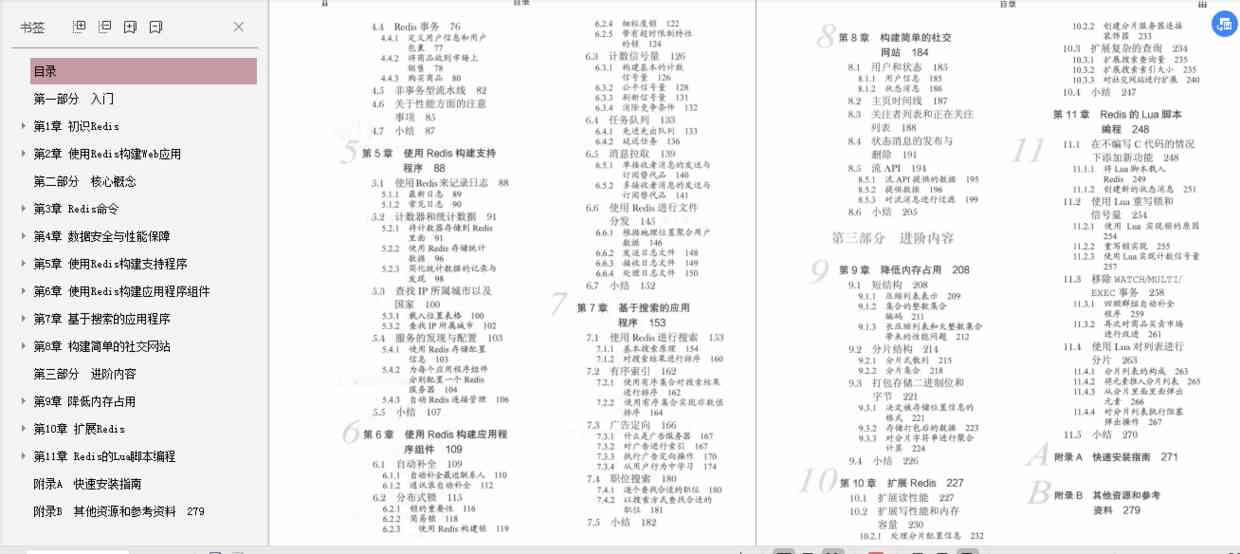 书签
目录
第一部分 入门
第1章 初识Redis
第2章 使用Redis构建Web应用
第二部分 核心概念
第3章 Redis命令
第4章 数据安全与性能保障
第5章 使用Redis构建支持程序
第6章 使用Redis构建应用程序组件
第7章 基于搜索的应用程序
第8章 构建简单的社交网站
第三部分 进阶内容
第9章 降低内存占用
第10章 扩展Redis
第11章 Redis的Lua脚本编程
附录A 快速安装指南
附录B 其他资源和参考资料 279
4.4 Redis 事务 76
4.4.1 定义用户信息和用户
包裹 77
4.4.2 将商品放到市场上
销售 78
4.4.3 购买商品 80
4.5 非事务型流水线 82
4.6 关于性能方面的注意
事项 85
4.7 小结 87
5
第 5 章 使用 Redis 构建支持
程序 88
5.1 使用Redis来记录日志 88
5.1.1 最新日志 89
5.1.2 常见日志 90
5.2 计数器和统计数据 91
5.2.1 将计数器存储到 Redis
里面 91
5.2.2 使用 Redis 存储统计
数据 96
5.2.3 简化统计数据的记录与
发现 98
5.3 查找 IP 所属城市以及
国家 100
5.3.1 载入位置表格 100
5.3.2 查找 IP 所属城市 102
5.4 服务的发现与配置 103
5.4.1 使用 Redis 存储配置
信息 103
5.4.2 为每个应用程序组件
分别配置一个 Redis
服务器 104
5.4.3 自动 Redis 连接管理 106
5.5 小结 107
6
第 6 章 使用 Redis 构建应用程
序组件 109
6.1 自动补全 109
6.1.1 自动补全最近联系人 110
6.1.2 通讯录自动补全 112
6.2 分布式锁 115
6.2.1 锁的重要性 116
6.2.2 简易锁 118
6.2.3 使用 Redis 构建锁 119
目录
6.2.4 细粒度锁 122
6.2.5 带有超时限制特性
的锁 124
6.3 计数信号量 126
6.3.1 构建基本的计数
信号量 126
6.3.2 公平信号量 128
6.3.3 刷新信号量 131
6.3.4 消除竞争条件 132
6.4 任务队列 133
6.4.1 先进先出队列 133
6.4.2 延迟任务 136
6.5 消息拉取 139
6.5.1 单接收者消息的发送与
订阅替代品 140
6.5.2 多接收者消息的发送与
订阅替代品 141
6.6 使用 Redis 进行文件
分发 145
6.6.1 根据地理位置聚合用户
数据 146
6.6.2 发送日志文件 148
6.6.3 接收日志文件 149
6.6.4 处理日志文件 150
6.7 小结 152
7
第 7 章 基于搜索的应用
程序 153
7.1 使用 Redis 进行搜索 153
7.1.1 基本搜索原理 154
7.1.2 对搜索结果进行排序 160
7.2 有序索引 162
7.2.1 使用有序集合对搜索结果
进行排序 162
7.2.2 使用有序集合实现非数值
排序 164
7.3 广告定向 166
7.3.1 什么是广告服务器 167
7.3.2 对广告进行索引 167
7.3.3 执行广告定向操作 170
7.3.4 从用户行为中学习 174
7.4 职位搜索 180
7.4.1 逐个查找合适的职位 180
7.4.2 以搜索方式查找合适的
职位 181
7.5 小结 182
8
第 8 章 构建简单的社交
网站 184
8.1 用户和状态 185
8.1.1 用户信息 185
8.1.2 状态消息 186
8.2 主页时间线 187
8.3 关注者列表和正在关注
列表 188
8.4 状态消息的发布与
删除 191
8.5 流 API 194
8.5.1 流 API 提供的数据 195
8.5.2 提供数据 196
8.5.3 对流消息进行过滤 199
8.6 小结 205
第三部分 进阶内容
9
第 9 章 降低内存占用 208
9.1 短结构 208
9.1.1 压缩列表表示 209
9.1.2 集合的整数集合
编码 211
9.1.3 长压缩列表和大整数集合
带来的性能问题 212
9.2 分片结构 214
9.2.1 分片式散列 215
9.2.2 分片集合 218
9.3 打包存储二进制位和
字节 221
9.3.1 决定被存储位置信息的
格式 221
9.3.2 存储打包后的数据 223
9.3.3 对分片字符串进行聚合
计算 224
9.4 小结 226
10
第 10 章 扩展 Redis 227
10.1 扩展读性能 227
10.2 扩展写性能和内存
容量 230
10.2.1 处理分片配置信息 232
目录
10.2.2 创建分片服务器连接
装饰器 233
10.3 扩展复杂的查询 234
10.3.1 扩展搜索查询量 235
10.3.2 扩展搜索索引大小 235
10.3.3 对社交网站进行扩展 240
10.4 小结 247
11
第 11 章 Redis 的 Lua 脚本
编程 248
11.1 在不编写 C 代码的情况
下添加新功能 248
11.1.1 将 Lua 脚本载入
Redis 249
11.1.2 创建新的状态消息 251
11.2 使用 Lua 重写锁和
信号量 254
11.2.1 使用 Lua 实现锁的原因
254
11.2.2 重写锁实现 255
11.2.3 使用 Lua 实现计数信号量
257
11.3 移除 WATCH/MULTI/
EXEC 事务 258
11.3.1 回顾群组自动补全
程序 259
11.3.2 再次对商品买卖市场
进行改进 261
11.4 使用 Lua 对列表进行
分片 263
11.4.1 分片列表的构成 263
11.4.2 将元素推入分片列表 265
11.4.3 从分片里面里面弹出
元素 266
11.4.4 对分片列表执行阻塞
弹出操作 267
11.5 小结 270
A
附录 A 快速安装指南 271
B
附录 B 其他资源和参考
资料 279